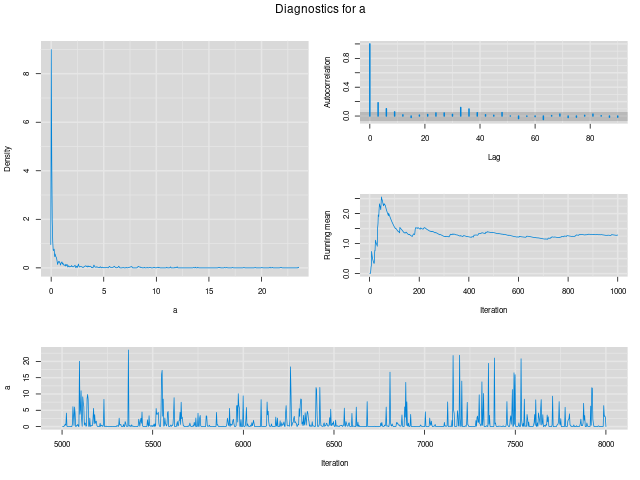 Diagnostics for a
Density
8
6
4
2
0
0 5 10 15 20
a
Autocorrelation
0.8
0.4
0.0
0 20 40 60 80
Lag
Running mean
2.0
1.0
0.0
0 200 400 600 800 1000
Iteration
a
20
15
10
5
0
5000 5500 6000 6500 7000 7500 8000
Iteration